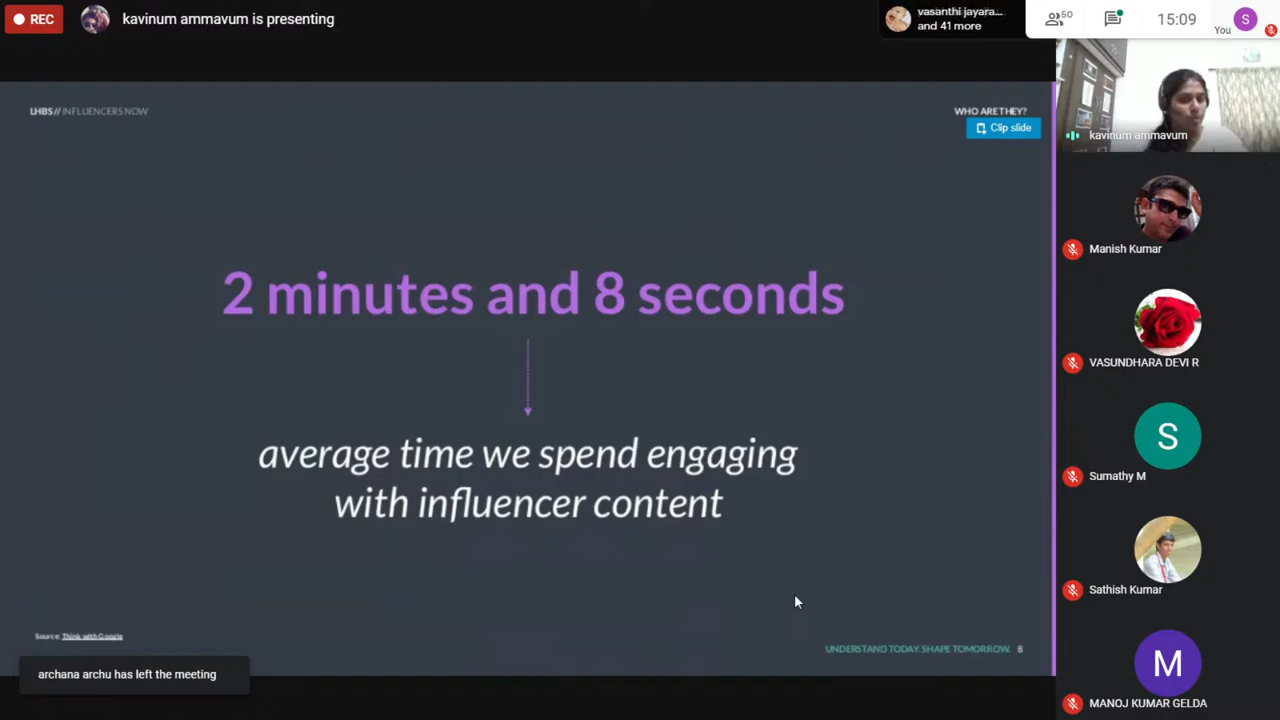 REC
kavinum ammavum is presenting
vasanthi jayara...
and 41 more
50
15:09
You
S
LHBS// INFLUENCERS NOW
WHO ARE THEY?
Clip slide
2 minutes and 8 seconds
average time we spend engaging
with influencer content
Source: Think with Google
UNDERSTAND TODAY. SHAPE TOMORROW. 8
archana archu has left the meeting
kavinum ammavum
Manish Kumar
VASUNDHARA DEVI R
S
Sumathy M
Sathish Kumar
M
MANOJ KUMAR GELDA